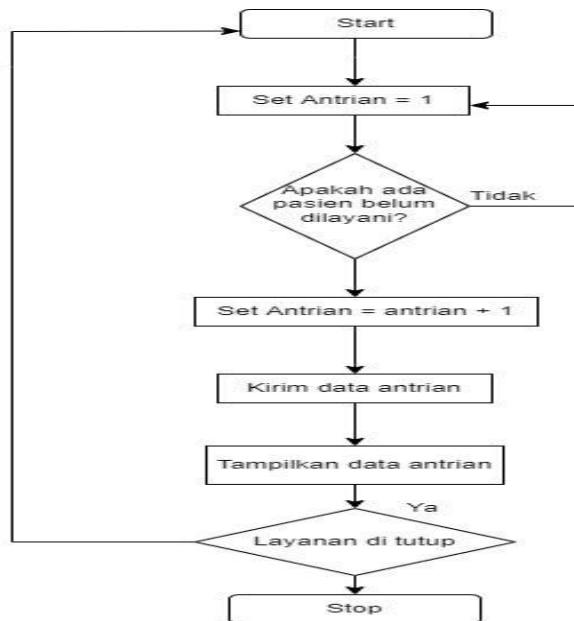 Start
Set Antrian = 1
Apakah ada
pasien belum
dilayani?
Tidak
Set Antrian = antrian + 1
Kirim data antrian
Tampilkan data antrian
Ya
Layanan di tutup
Stop